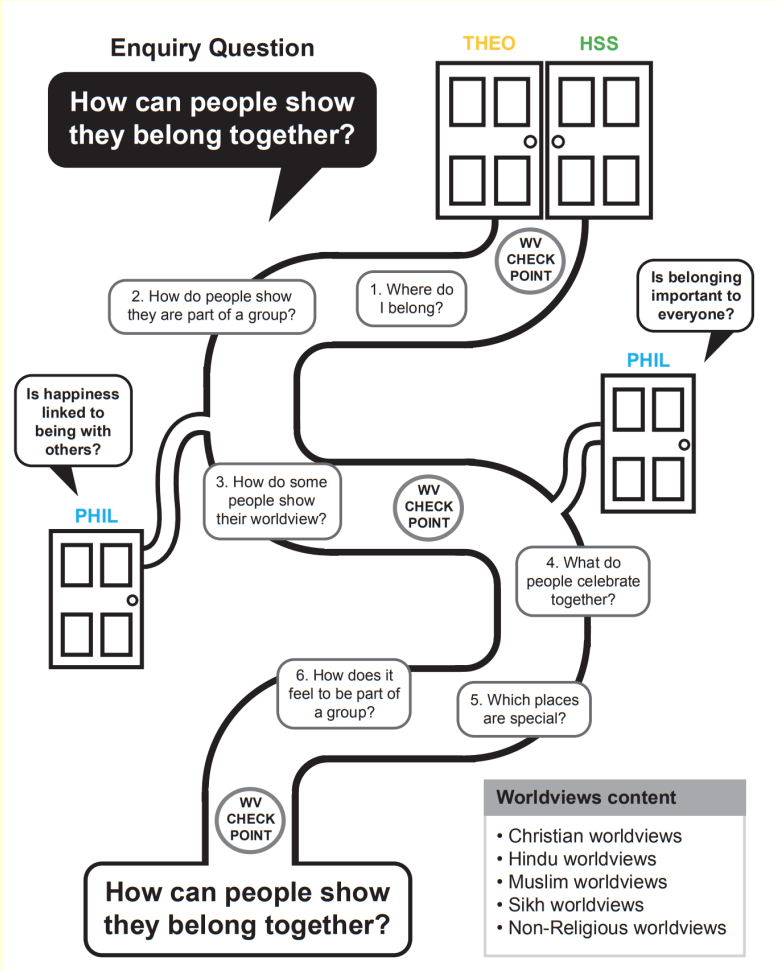 Enquiry Question
How can people show
they belong together?
THEO
HSS
WV
CHECK
POINT
1. Where do
I belong?
2. How do people show
they are part of a group?
Is belonging
important to
everyone?
PHIL
Is happiness
linked to
being with
others?
PHIL
3. How do some
people show
their worldview?
WV
CHECK
POINT
4. What do
people celebrate
together?
5. Which places
are special?
6. How does it
feel to be part of
a group?
WV
CHECK
POINT
How can people show
they belong together?
Worldviews content
• Christian worldviews
• Hindu worldviews
• Muslim worldviews
• Sikh worldviews
• Non-Religious worldviews